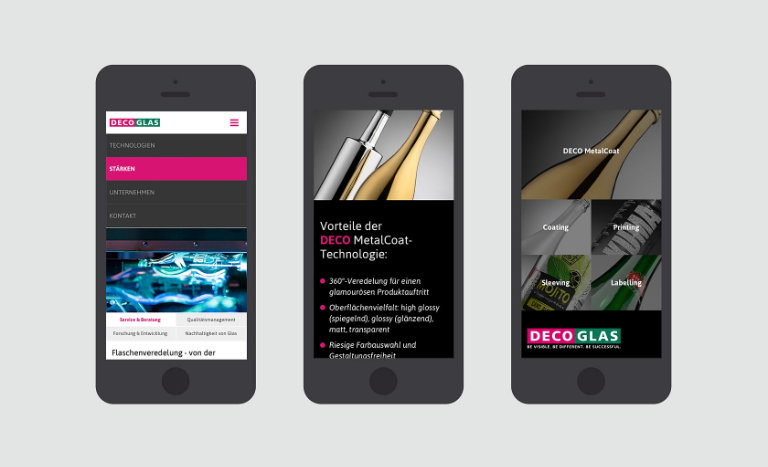 DECO GLAS
TECHNOLOGIEN
STÄRKEN
UNTERNEHMEN
KONTAKT
Service & Beratung
Qualitätsmanagement
Forschung & Entwicklung
Nachhaltigkeit von Glas
Flaschenveredelung - von der
Vorteile der
DECO MetalCoat-
Technologie:
360°-Veredelung für einen
glamourösen Produktauftritt
Oberflächenvielfalt: high glossy
(spiegelnd), glossy (glänzend),
matt, transparent
Riesige Farbauswahl und
Gestaltungsfreiheit
DECO MetalCoat
Coating
Printing
Sleeving
Labelling
MOJITO
DECO GLAS
BE VISIBLE. BE DIFFERENT. BE SUCCESSFUL.